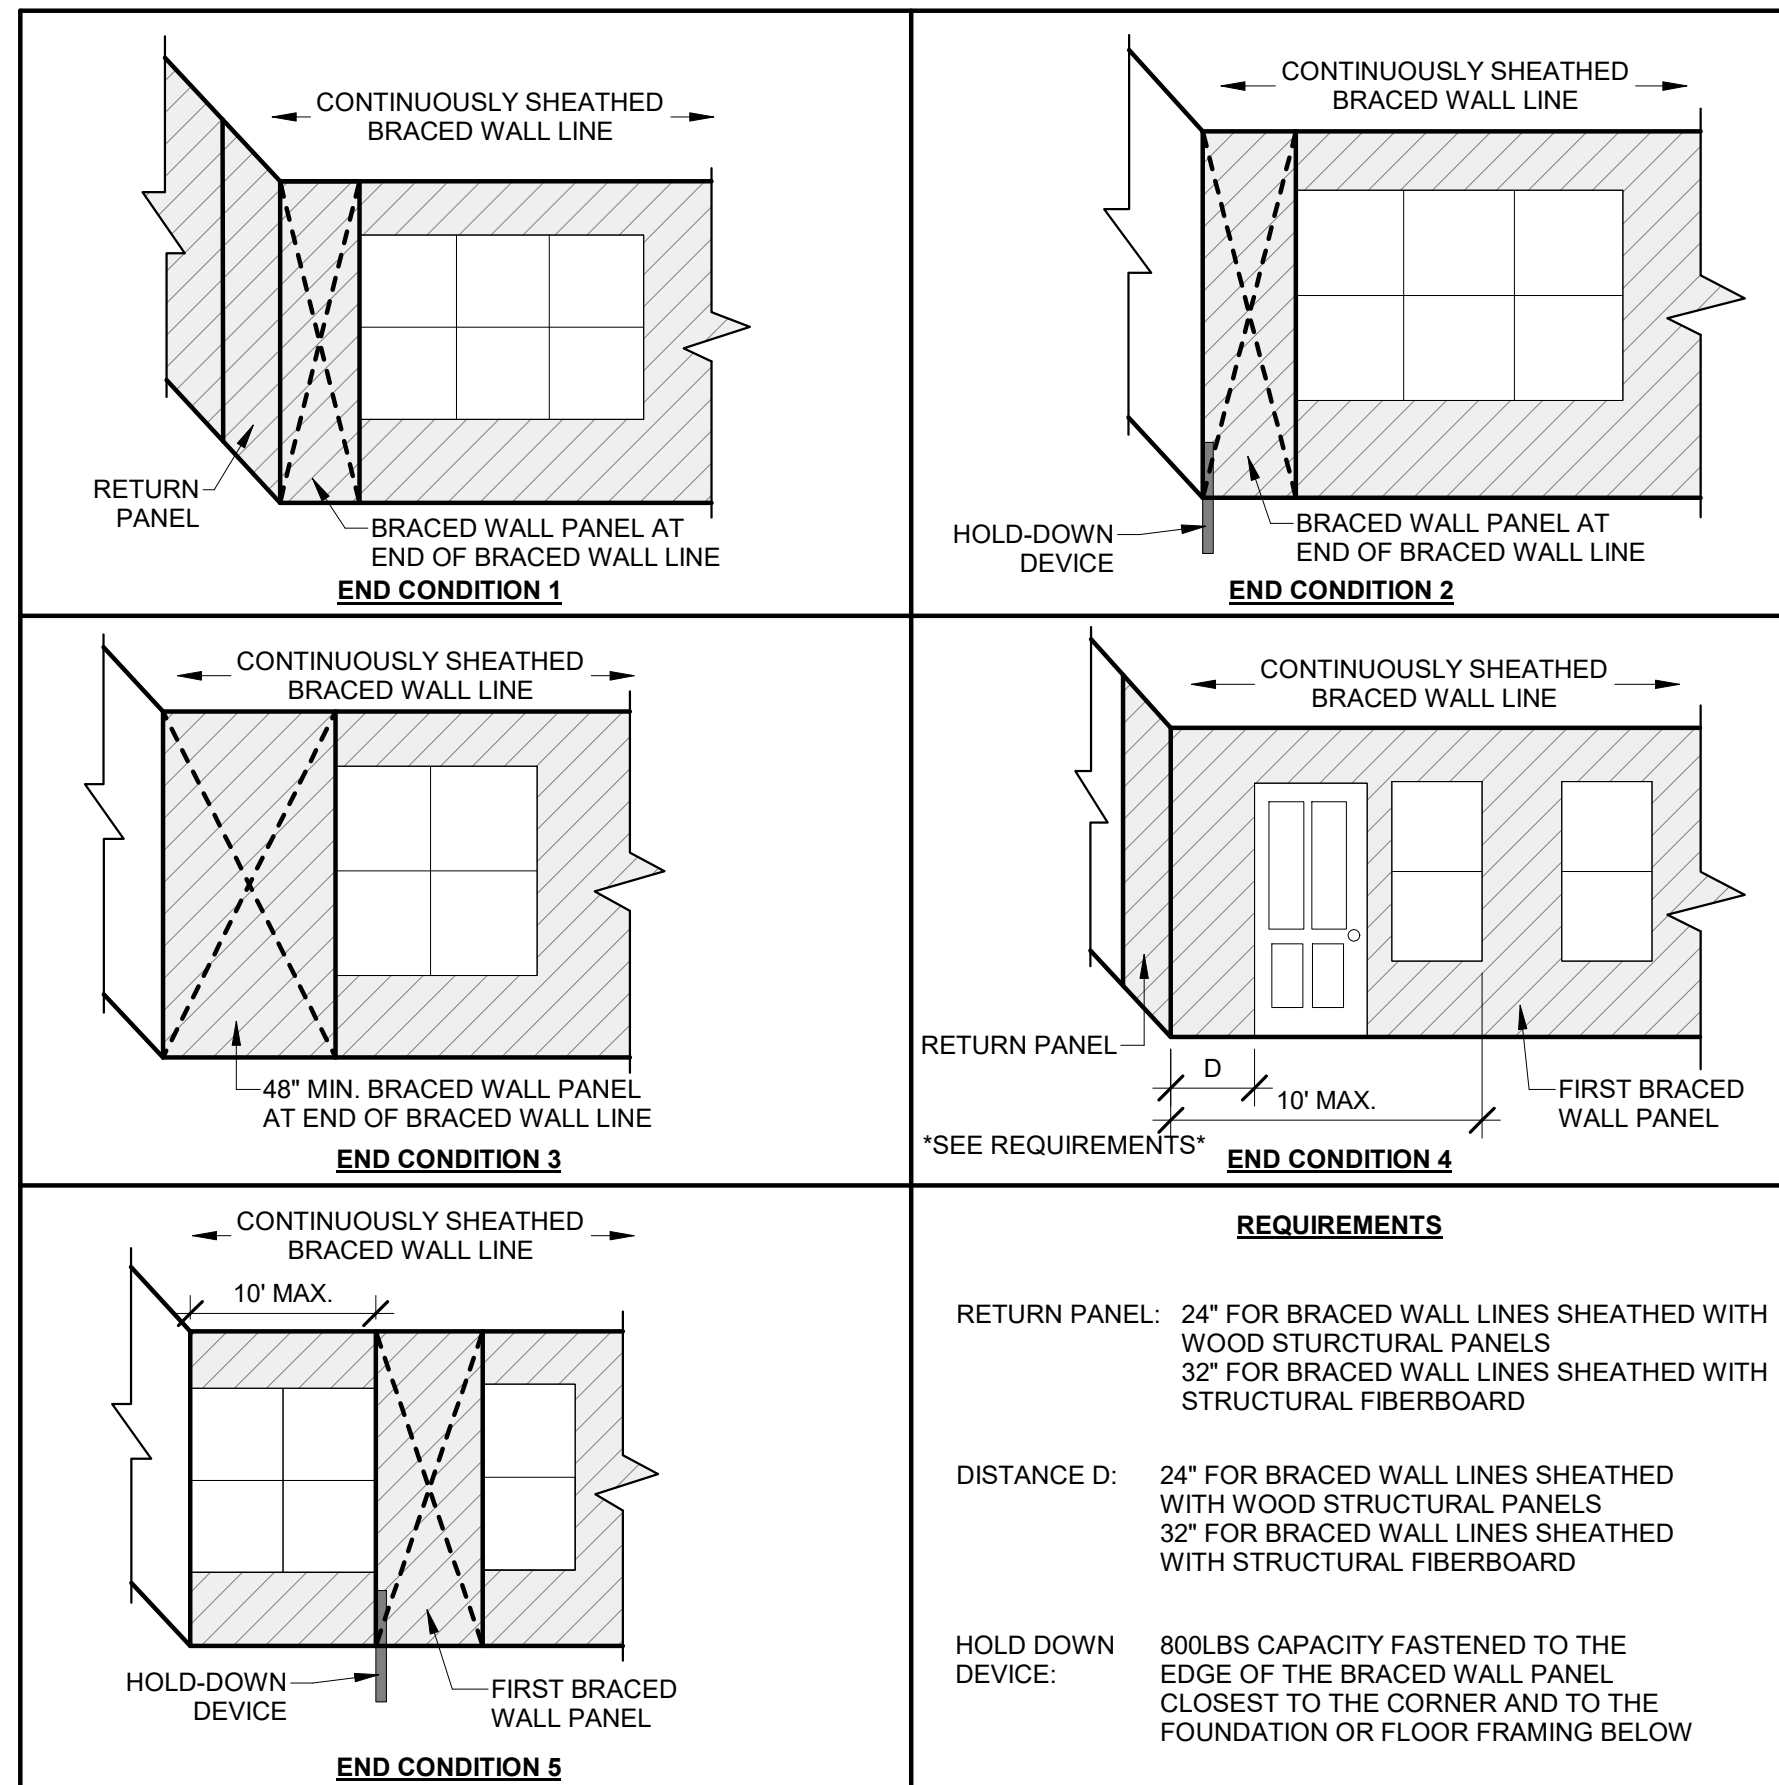 CONTINUOUSLY SHEATHED
BRACED WALL LINE
RETURN
PANEL
BRACED WALL PANEL AT
END OF BRACED WALL LINE
END CONDITION 1
CONTINUOUSLY SHEATHED
BRACED WALL LINE
HOLD-DOWN
DEVICE
BRACED WALL PANEL AT
END OF BRACED WALL LINE
END CONDITION 2
CONTINUOUSLY SHEATHED
BRACED WALL LINE
48" MIN. BRACED WALL PANEL
AT END OF BRACED WALL LINE
END CONDITION 3
CONTINUOUSLY SHEATHED
BRACED WALL LINE
RETURN PANEL
D
10' MAX.
FIRST BRACED
WALL PANEL
*SEE REQUIREMENTS*
END CONDITION 4
CONTINUOUSLY SHEATHED
BRACED WALL LINE
10' MAX.
HOLD-DOWN
DEVICE
FIRST BRACED
WALL PANEL
END CONDITION 5
REQUIREMENTS
RETURN PANEL: 24" FOR BRACED WALL LINES SHEATHED WITH
WOOD STURCTURAL PANELS
32" FOR BRACED WALL LINES SHEATHED WITH
STRUCTURAL FIBERBOARD
DISTANCE D: 24" FOR BRACED WALL LINES SHEATHED
WITH WOOD STRUCTURAL PANELS
32" FOR BRACED WALL LINES SHEATHED
WITH STRUCTURAL FIBERBOARD
HOLD DOWN 800LBS CAPACITY FASTENED TO THE
DEVICE: EDGE OF THE BRACED WALL PANEL
CLOSEST TO THE CORNER AND TO THE
FOUNDATION OR FLOOR FRAMING BELOW